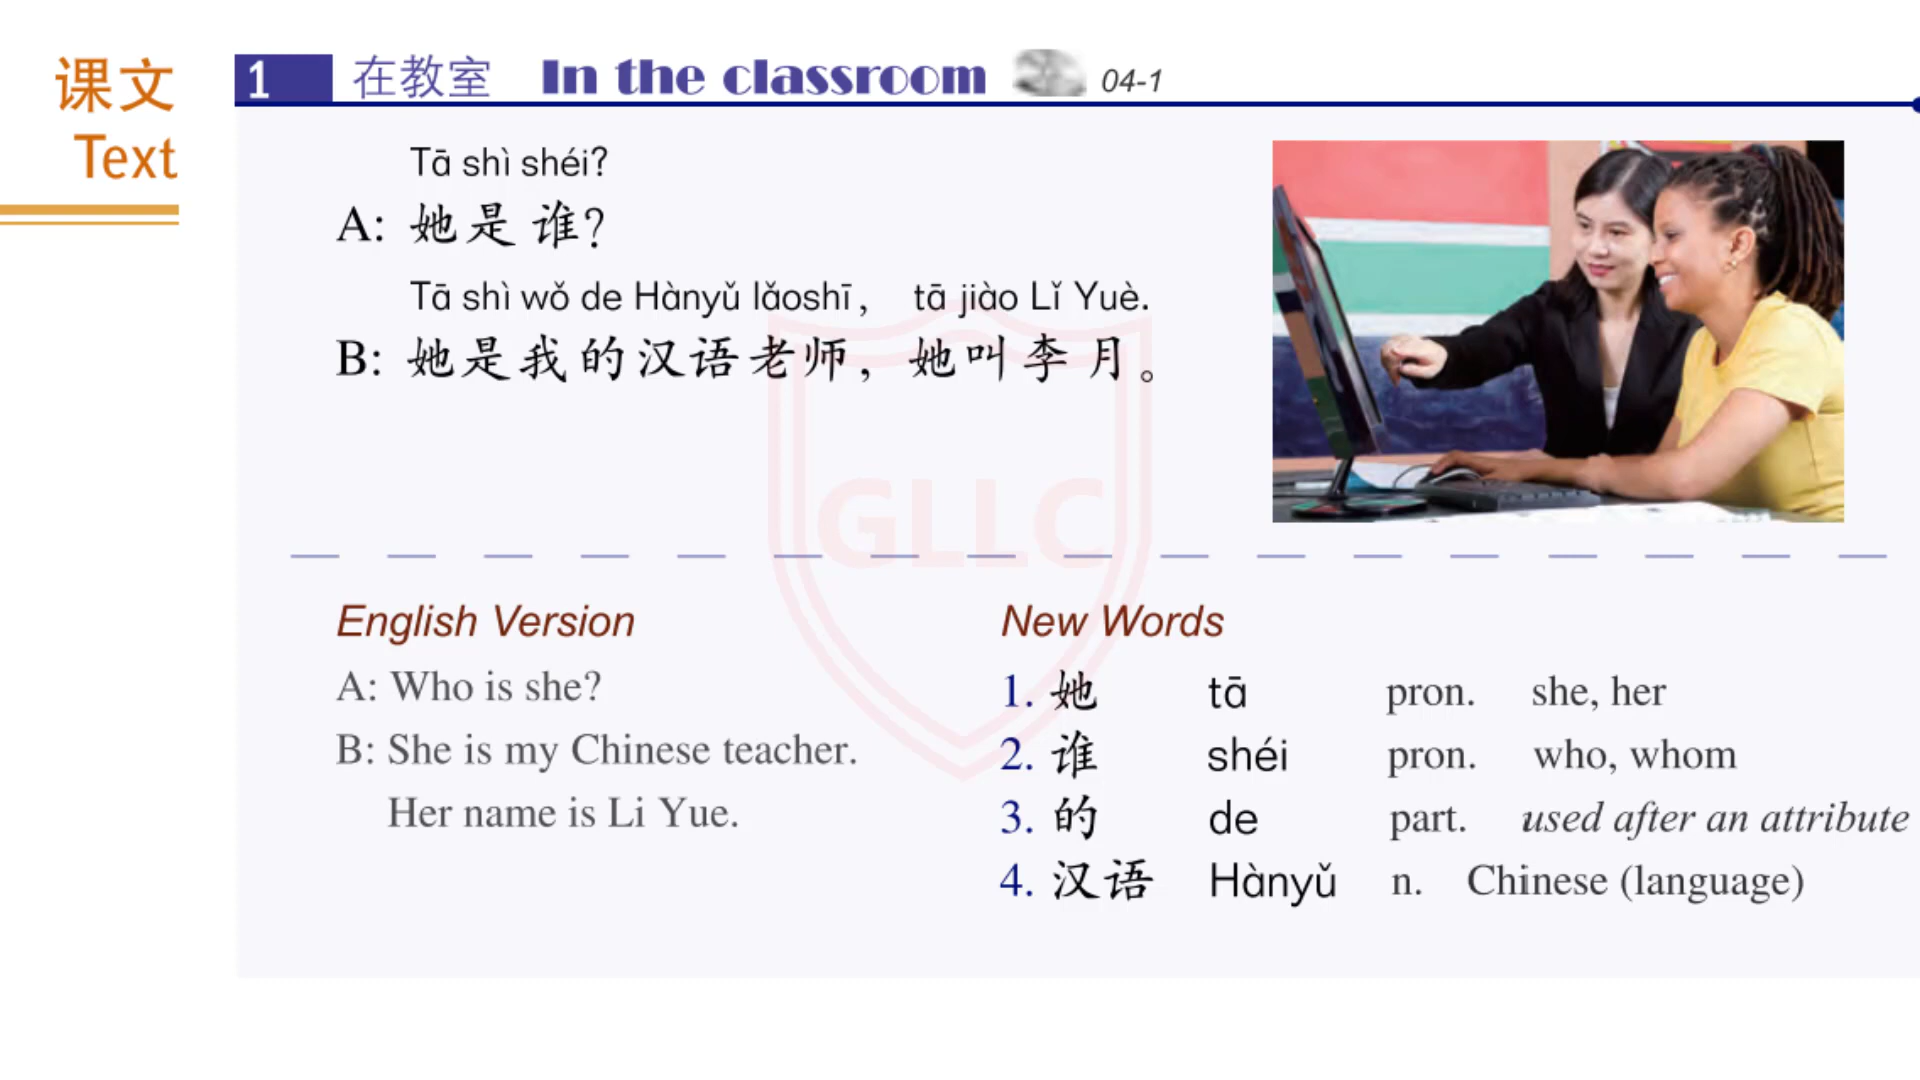 课文
Text
1 在教室 In the classroom 04-1
Tā shì shéi?
A: 她是谁?
Tā shì wǒ de Hànyǔ lǎoshī, tā jiào Lǐ Yuè.
B: 她是我的汉语老师，她叫李月。
GLLC
English Version
A: Who is she?
B: She is my Chinese teacher.
Her name is Li Yue.
New Words
1. 她 tā pron. she, her
2. 谁 shéi pron. who, whom
3. 的 de part. used after an attribute
4. 汉语 Hànyǔ n. Chinese (language)